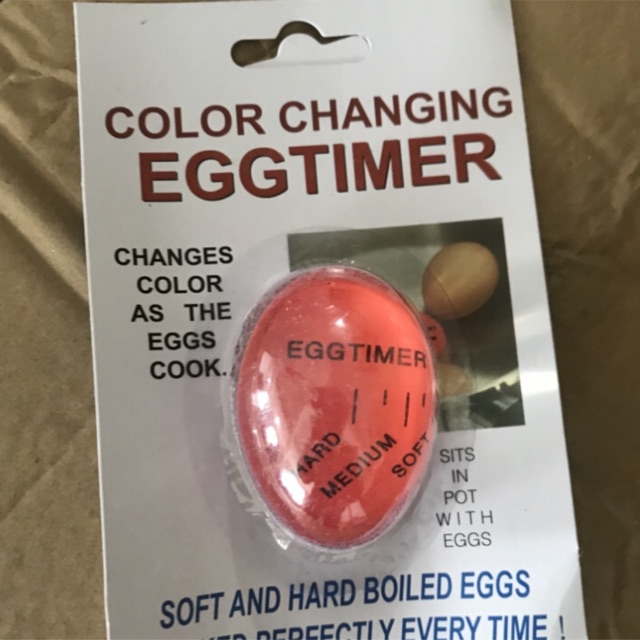 COLOR CHANGING
EGGTIMER
CHANGES
COLOR
AS THE
EGGS
COOK.
EGGTIMER
HARD
MEDIUM
SOFT
SITS
IN
POT
WITH
EGGS
SOFT AND HARD BOILED EGGS
PERFECTLY EVERY TIME !